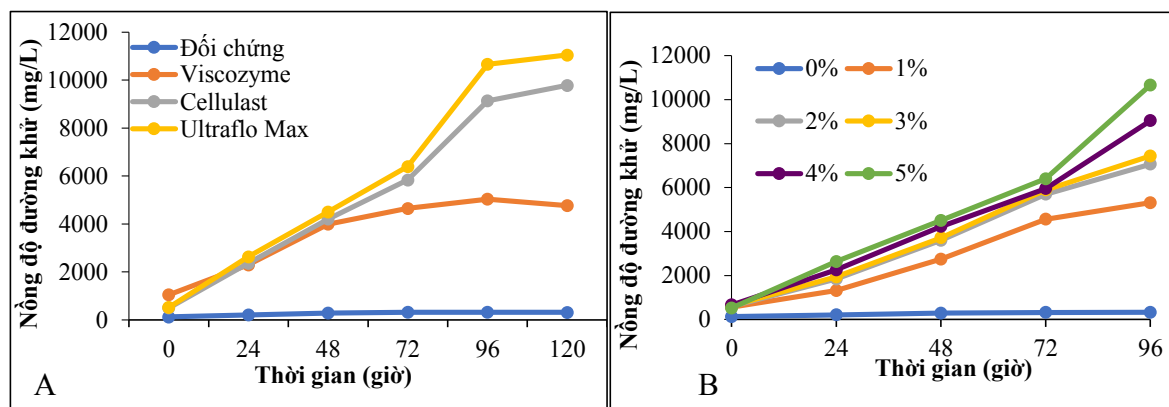 Nồng độ đường khử (mg/L)
12000
10000
8000
6000
4000
2000
0
Đối chứng
Viscozyme
Cellulast
Ultraflo Max
0 24 48 72 96 120
Thời gian (giờ)
A
Nồng độ đường khử (mg/L)
12000
10000
8000
6000
4000
2000
0
0% 1%
2% 3%
4% 5%
0 24 48 72 96
Thời gian (giờ)
B